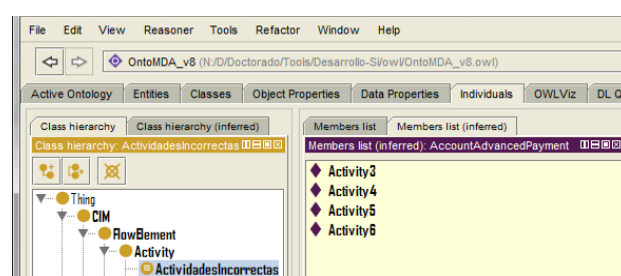 File Edit View Reasoner Tools Refactor Window Help
OntoMDA_v8 (N:/D/Doctorado/Tools/Desarrollo-Si/owl/OntoMDA_v8.owl)
Active Ontology Entities Classes Object Properties Data Properties Individuals OWLViz DL Q
Class hierarchy Class hierarchy (inferred)
Class hierarchy: ActividadesIncorrectas
Thing
CIM
FlowElement
Activity
ActividadesIncorrectas
Members list Members list (inferred)
Members list (inferred): AccountAdvancedPayment
Activity3
Activity4
Activity5
Activity6